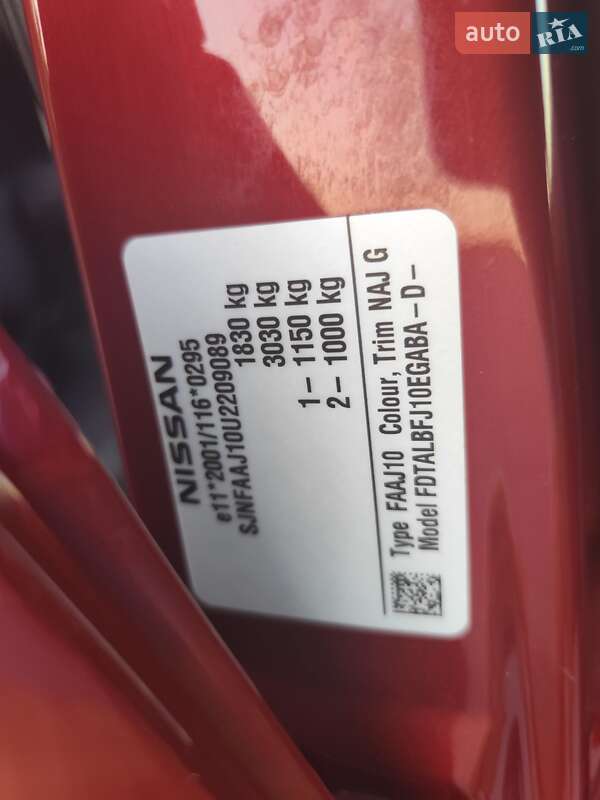 auto RIA.com
NISSAN
e11*2001/116*0295
SJNFAAJ10U2209089
1830 kg
3030 kg
1 – 1150 kg
2 – 1000 kg
Type FAAJ10 Colour, Trim NAJ G
Model FDTALBFJ10EGABA – D –